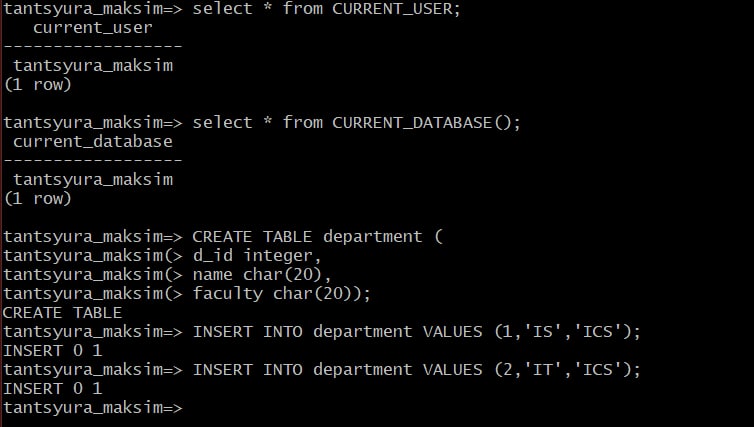 tantsyura_maksim=> select * from CURRENT_USER;
current_user
------------------
tantsyura_maksim
(1 row)
tantsyura_maksim=> select * from CURRENT_DATABASE();
current_database
------------------
tantsyura_maksim
(1 row)
tantsyura_maksim=> CREATE TABLE department (
tantsyura_maksim(> d_id integer,
tantsyura_maksim(> name char(20),
tantsyura_maksim(> faculty char(20));
CREATE TABLE
tantsyura_maksim=> INSERT INTO department VALUES (1,'IS','ICS');
INSERT 0 1
tantsyura_maksim=> INSERT INTO department VALUES (2,'IT','ICS');
INSERT 0 1
tantsyura_maksim=>